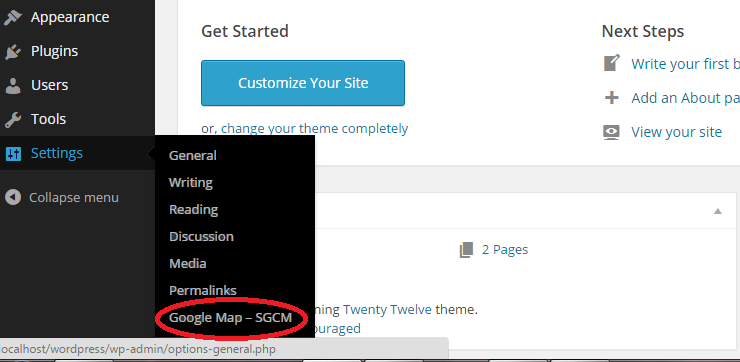 Appearance
Plugins
Users
Tools
Settings
Collapse menu
General
Writing
Reading
Discussion
Media
Permalinks
Google Map – SGCM
Get Started
Customize Your Site
or, change your theme completely
Next Steps
Write your first b
Add an About pa
View your site
2 Pages
ning Twenty Twelve theme.
ouraged
localhost/wordpress/wp-admin/options-general.php